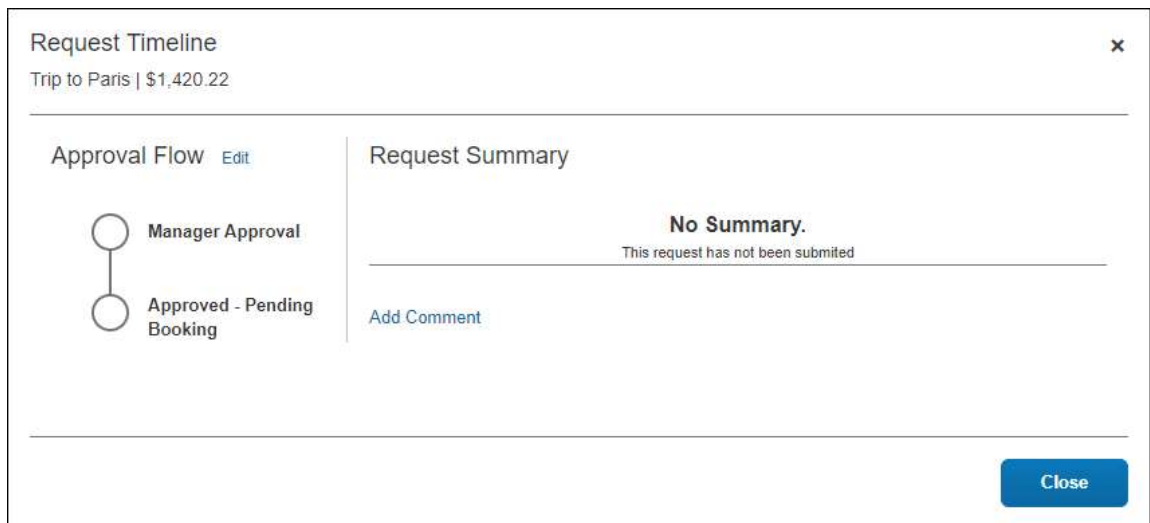 Request Timeline
×
Trip to Paris | $1,420.22
Approval Flow Edit
Manager Approval
Approved - Pending
Booking
Request Summary
No Summary.
This request has not been submited
Add Comment
Close